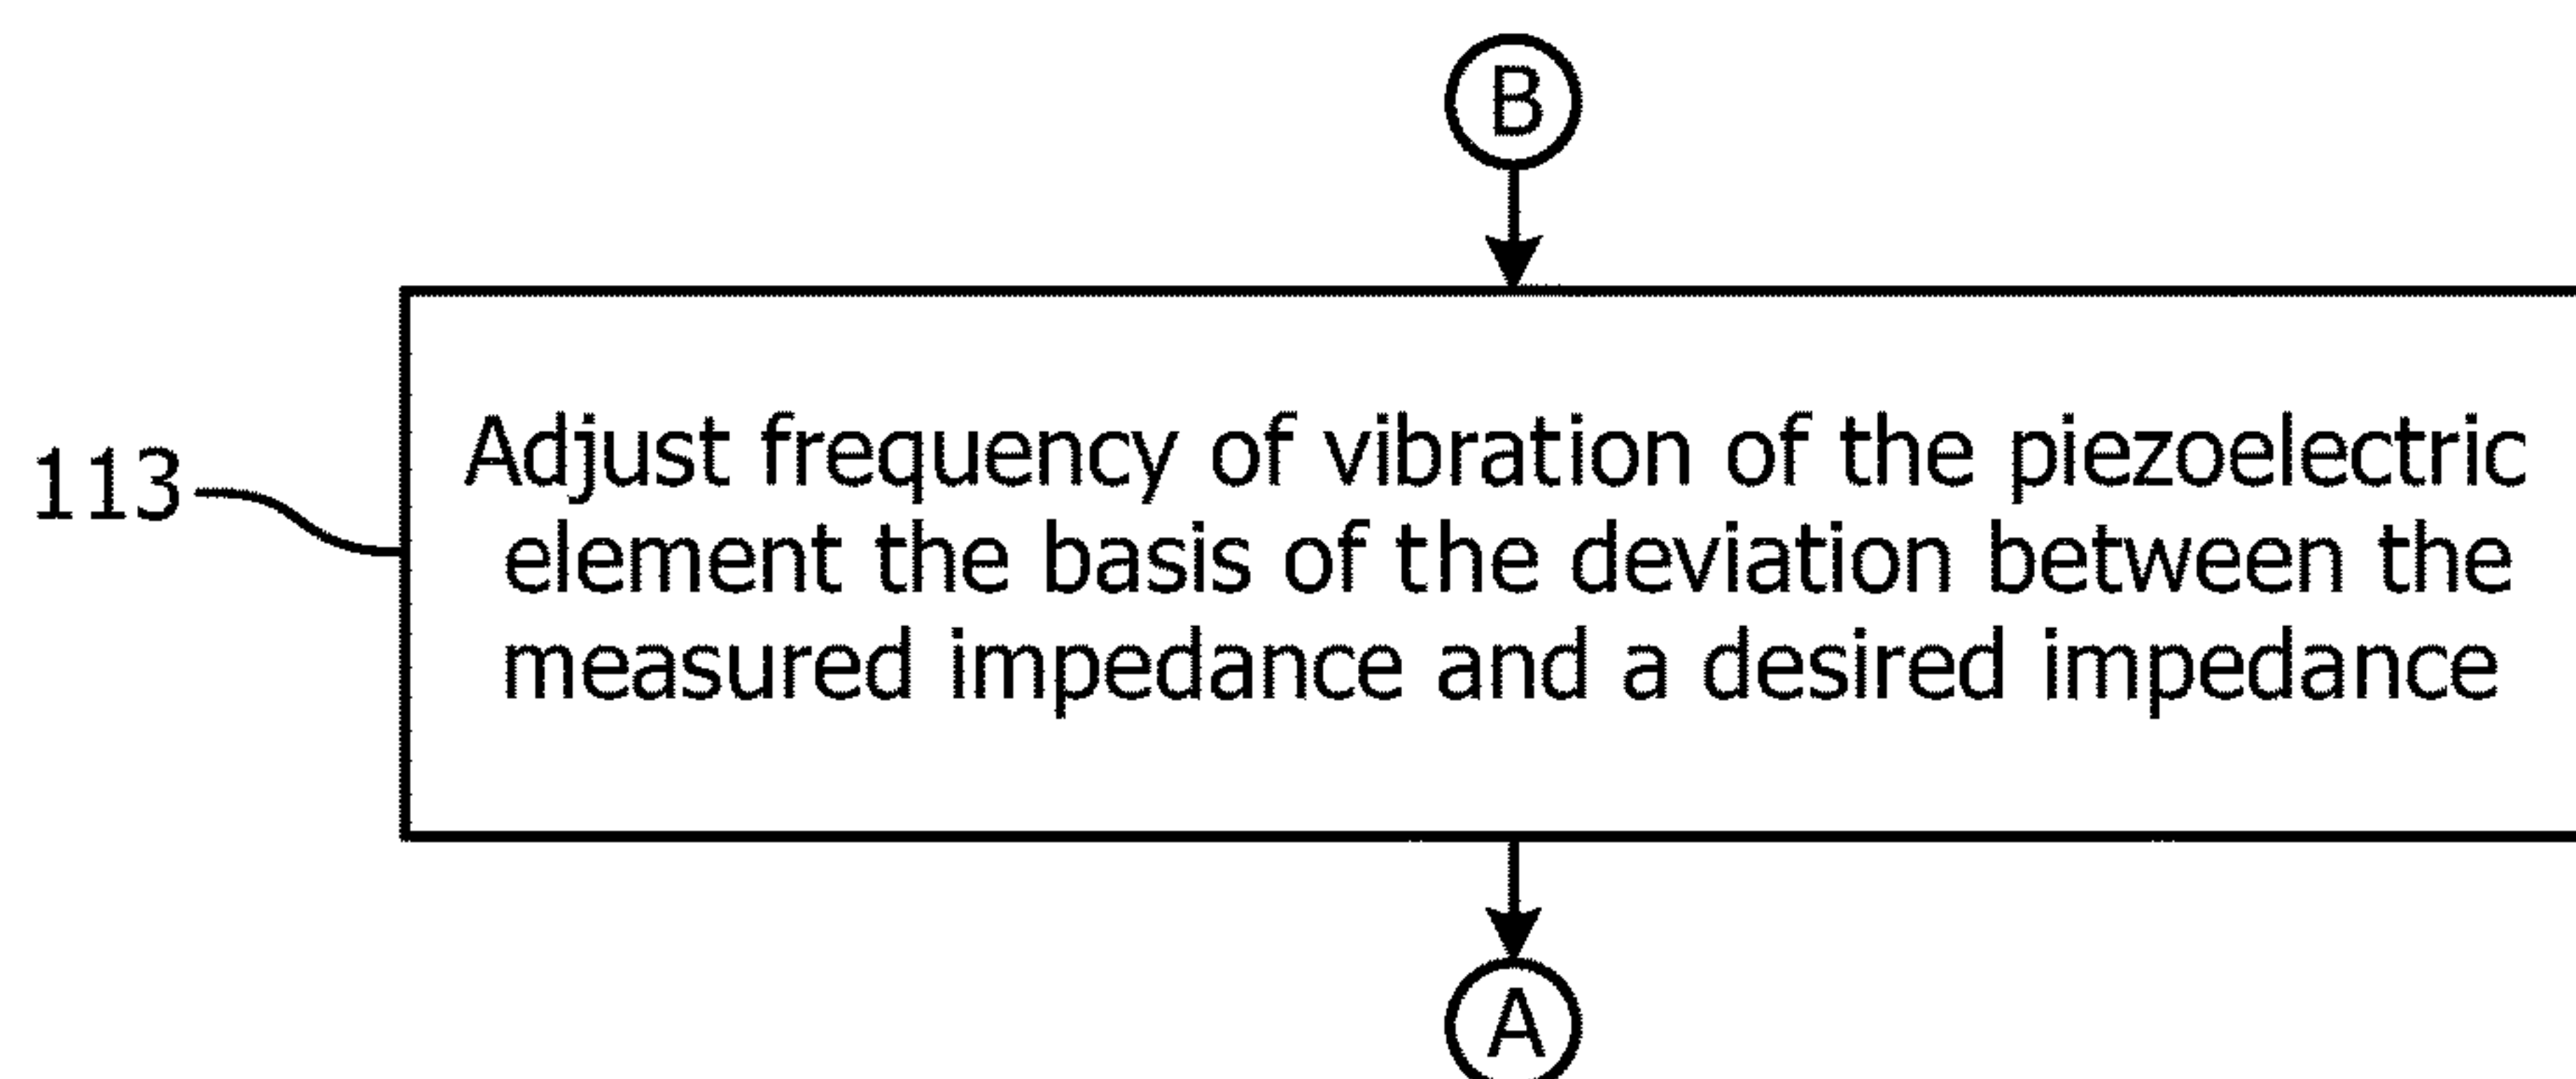 B
113
Adjust frequency of vibration of the piezoelectric
element the basis of the deviation between the
measured impedance and a desired impedance
A